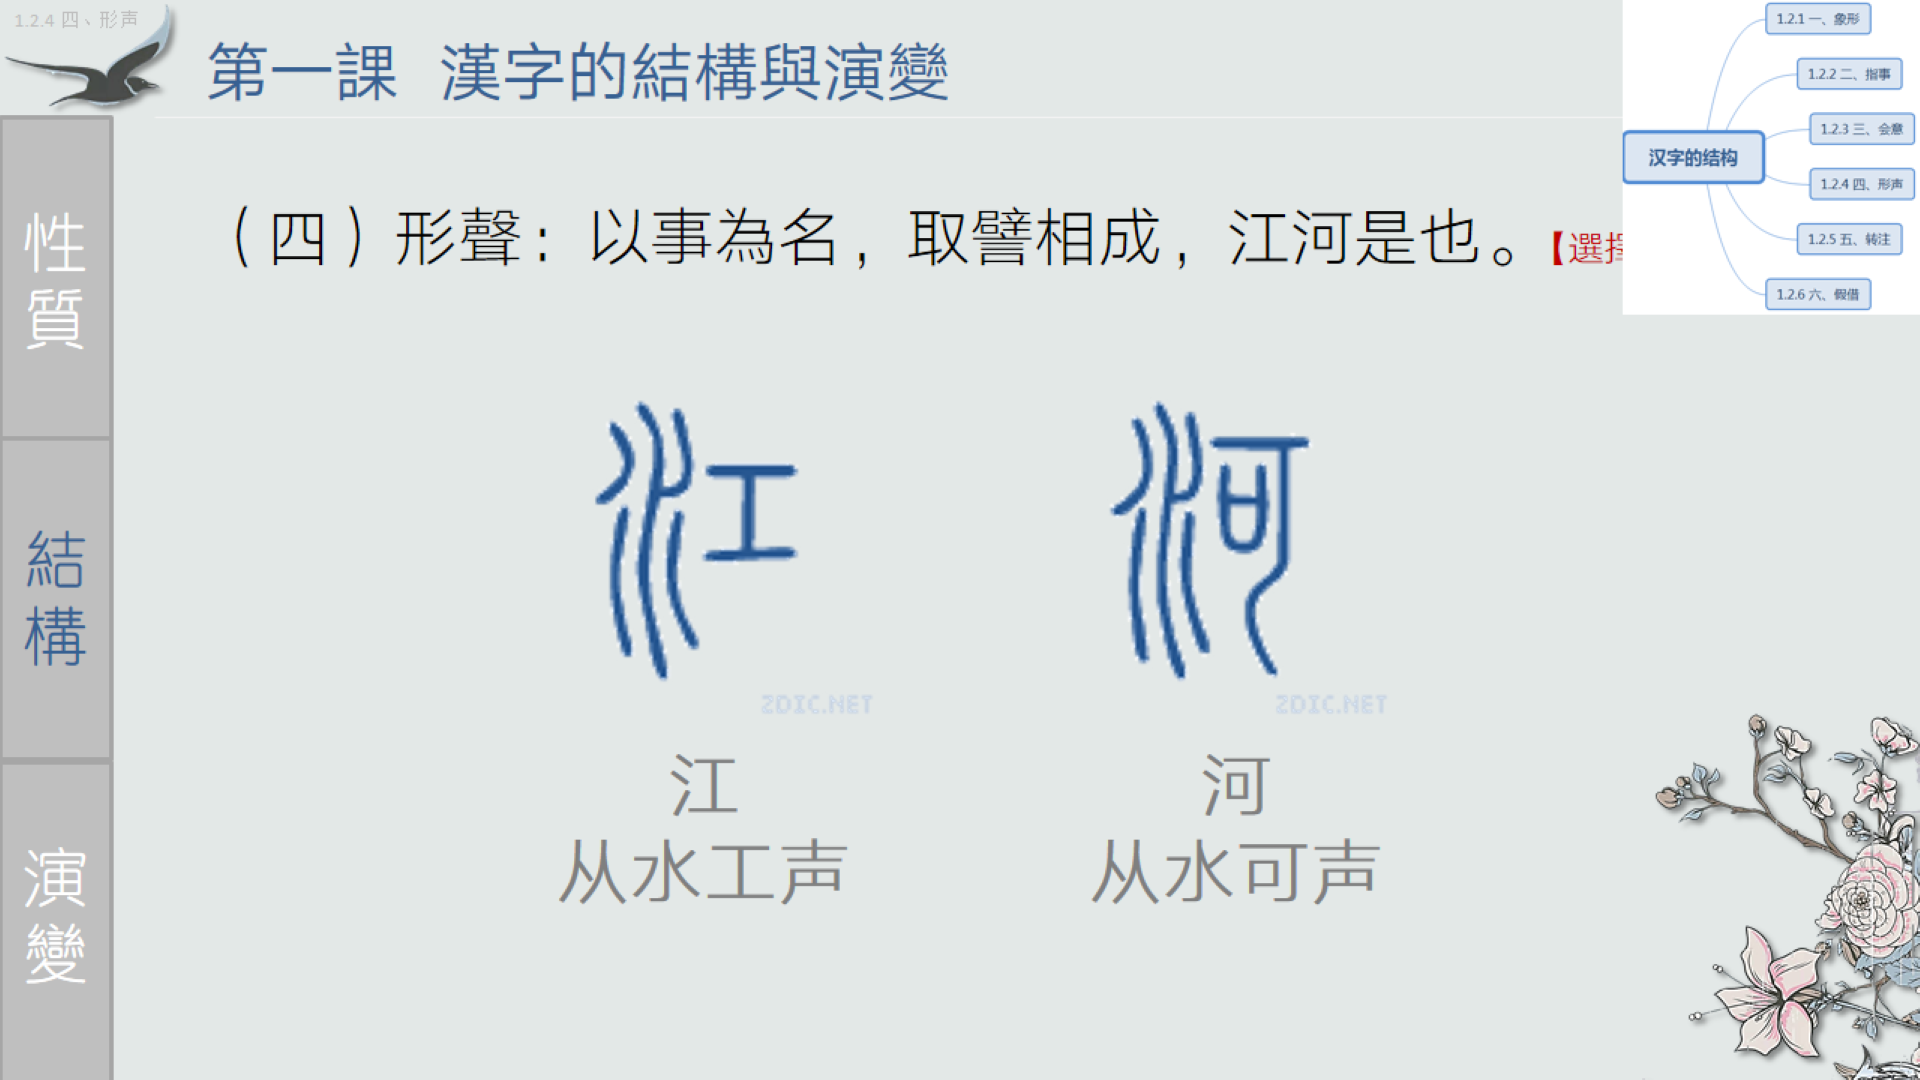 1.2.4 四、形声
第一課 漢字的結構與演變
性質
結構
演變
（四）形聲：以事為名，取譬相成，江河是也。【選擇
汉字的结构
1.2.1 一、象形
1.2.2 二、指事
1.2.3 三、会意
1.2.4 四、形声
1.2.5 五、转注
1.2.6 六、假借
江 河
ZDIC.NET ZDIC.NET
江 河
从水工声 从水可声